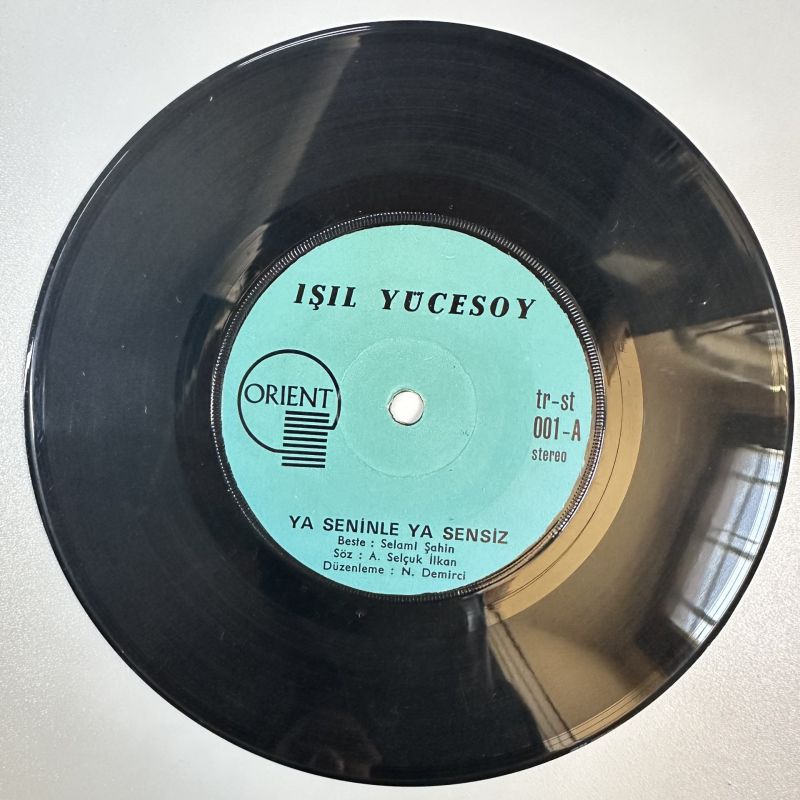 IŞIL YÜCESOY
ORIENT
tr-st
001-A
stereo
YA SENİNLE YA SENSİZ
Beste : Selamİ Şahin
Söz : A. Selçuk İlkan
Düzenleme : N. Demirci